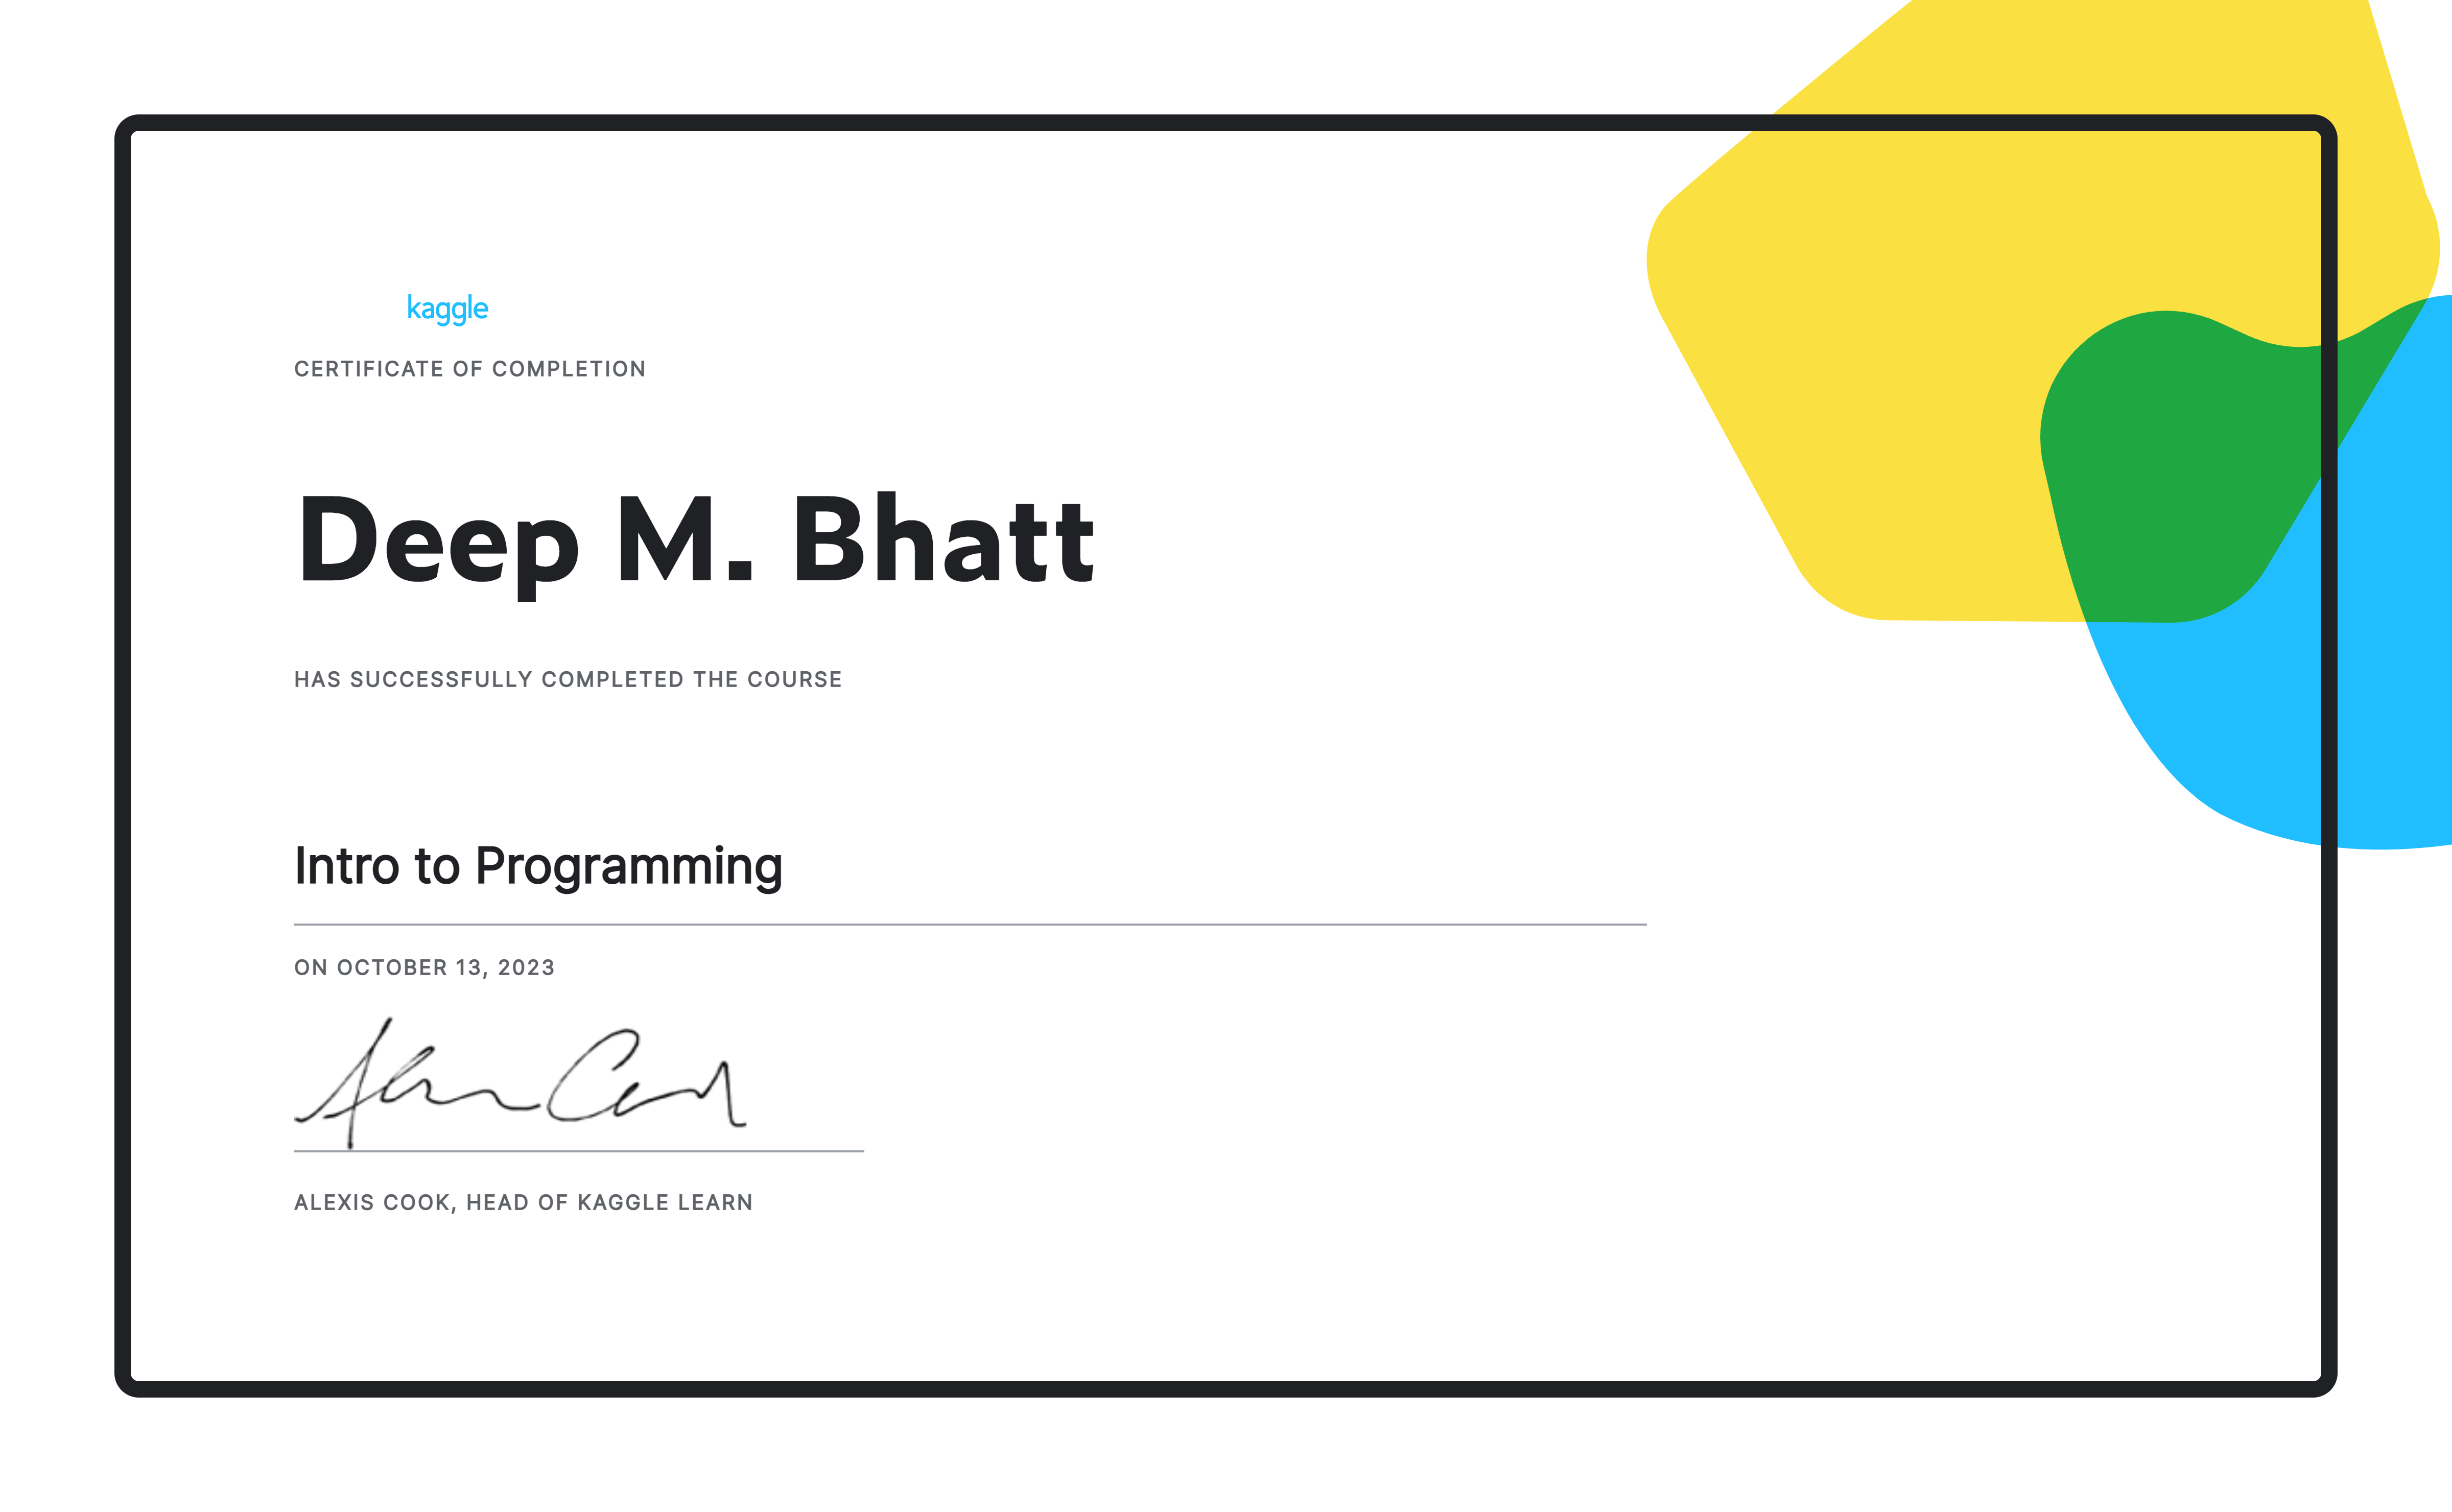 kaggle
CERTIFICATE OF COMPLETION
Deep M. Bhatt
HAS SUCCESSFULLY COMPLETED THE COURSE
Intro to Programming
ON OCTOBER 13, 2023
ALEXIS COOK, HEAD OF KAGGLE LEARN